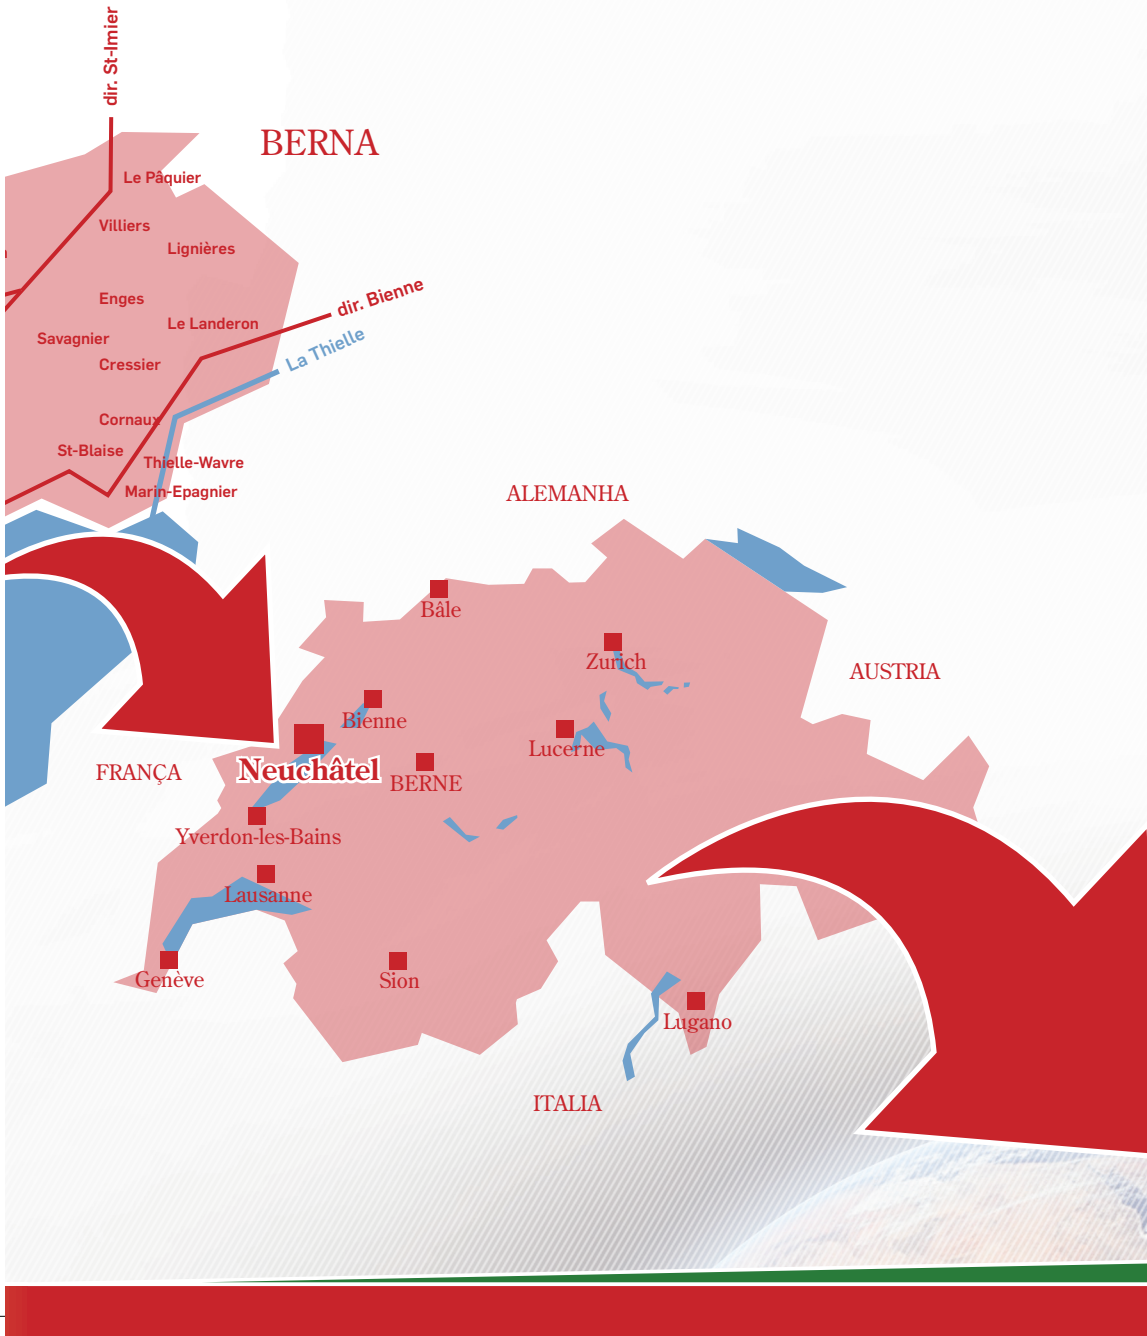 dir. St-Imier
BERNA
Le Pâquier
Villiers
Lignières
Enges
dir. Bienne
Le Landeron
Savagnier
La Thielle
Cressier
Cornaux
St-Blaise
Thielle-Wavre
Marin-Epagnier
ALEMANHA
Bâle
Zurich
AUSTRIA
Bienne
Lucerne
FRANÇA
Neuchâtel
BERNE
Yverdon-les-Bains
Lausanne
Genève
Sion
Lugano
ITALIA